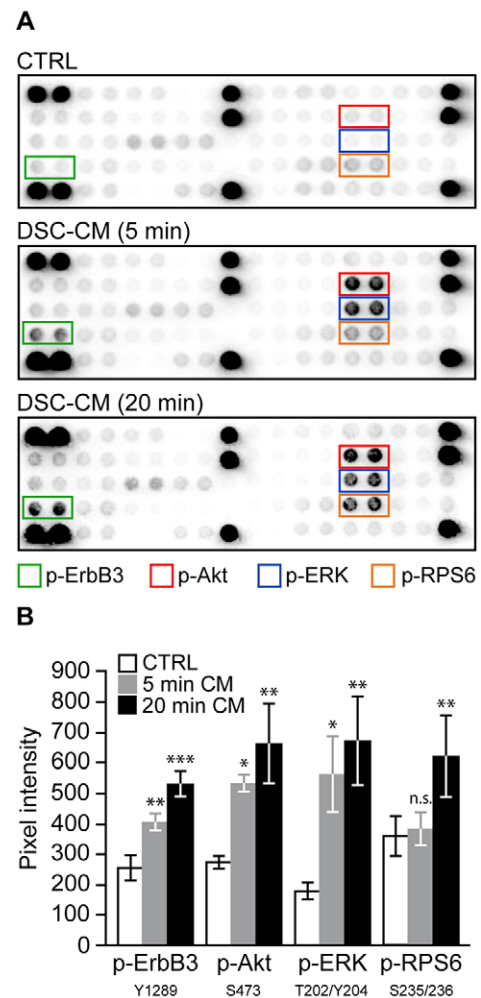 A
CTRL
DSC-CM (5 min)
DSC-CM (20 min)
p-ErbB3 p-Akt p-ERK p-RPS6
B
900
800
700
600
500
400
300
200
100
0
Pixel intensity
CTRL
5 min CM
20 min CM
** *** * ** * ** n.s. **
p-ErbB3 p-Akt p-ERK p-RPS6
Y1289 S473 T202/Y204 S235/236